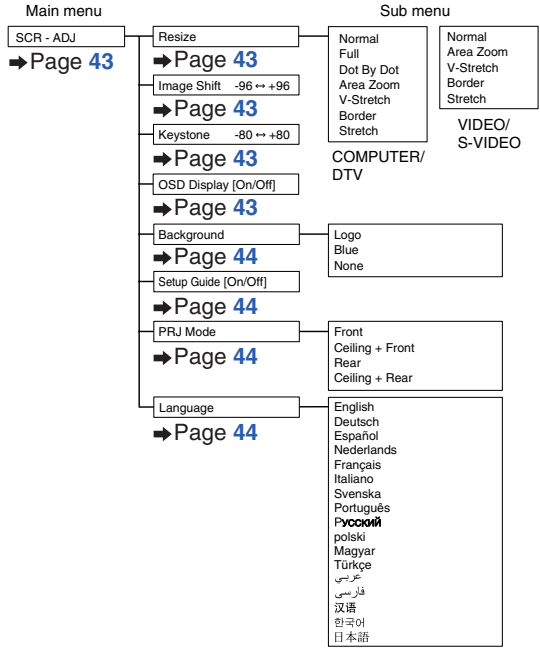 Main menu
Sub menu
SCR - ADJ
➡Page 43
Resize
➡Page 43
Image Shift -96 ↔ +96
➡Page 43
Keystone -80 ↔ +80
➡Page 43
OSD Display [On/Off]
➡Page 43
Background
➡Page 44
Setup Guide [On/Off]
➡Page 44
PRJ Mode
➡Page 44
Language
➡Page 44
Normal
Full
Dot By Dot
Area Zoom
V-Stretch
Border
Stretch
COMPUTER/
DTV
Normal
Area Zoom
V-Stretch
Border
Stretch
VIDEO/
S-VIDEO
Logo
Blue
None
Front
Ceiling + Front
Rear
Ceiling + Rear
English
Deutsch
Español
Nederlands
Français
Italiano
Svenska
Português
Русский
polski
Magyar
Türkçe
عربي
فارسی
汉语
한국어
日本語